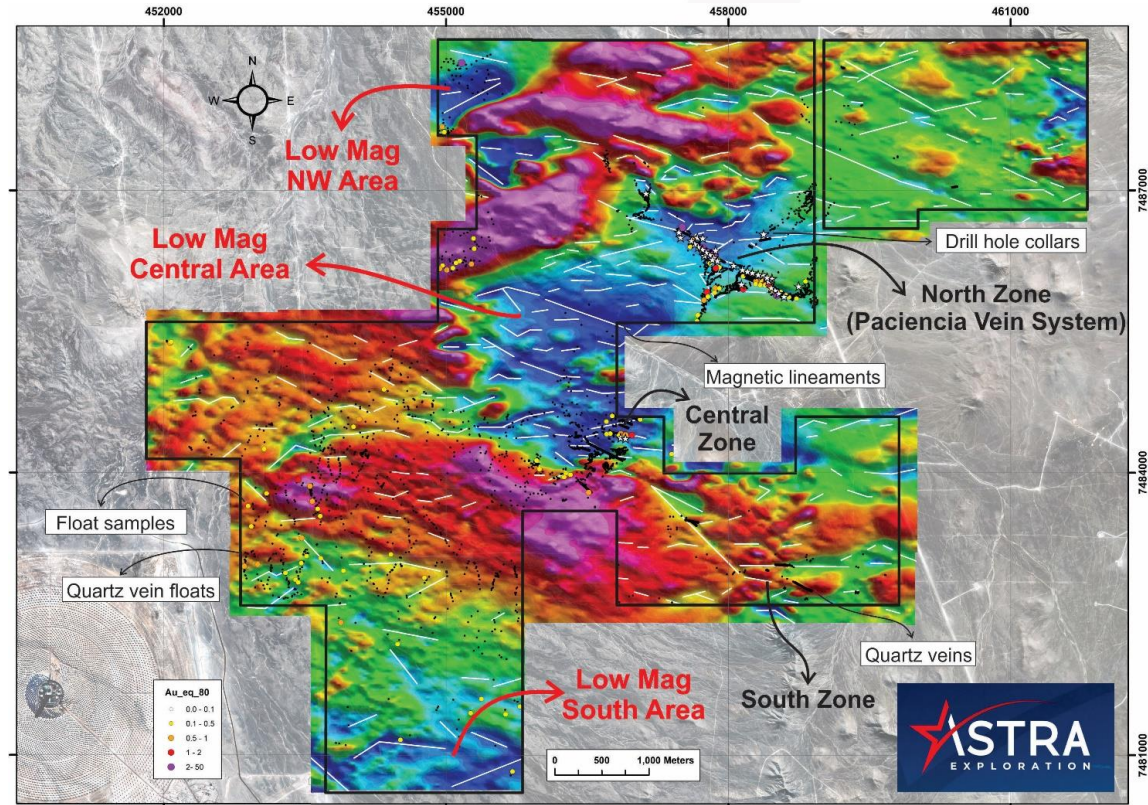 452000
455000
458000
461000
N
W
E
S
Low Mag
NW Area
7487000
7487000
Low Mag
Central Area
Drill hole collars
North Zone
(Paciencia Vein System)
Magnetic lineaments
Central
Zone
7484000
7484000
Float samples
Quartz vein floats
Quartz veins
Low Mag
South Area
South Zone
Au_eq_80
0.0 - 0.1
0.1 - 0.5
0.5 - 1
1 - 2
2- 50
0 500 1,000 Meters
ASTRA
EXPLORATION
7481000
7481000